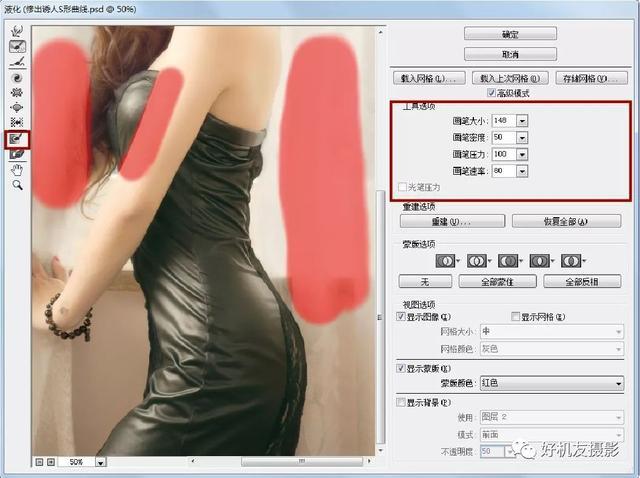 液化 (修出诱人S形曲线.psd @ 50%)
确定
取消
载入网格(L)... 载入上次网格(O) 存储网格(V)...
高级模式
工具选项
画笔大小: 148
画笔密度: 50
画笔压力: 100
画笔速率: 80
光笔压力
重建选项
重建(U)... 恢复全部(A)
蒙版选项
无 全部蒙住 全部反相
视图选项
显示图像(I) 显示网格(E)
网格大小: 中
网格颜色: 灰色
显示蒙版(K)
蒙版颜色: 红色
显示背景(P)
使用: 图层 2
模式: 前面
不透明度: 50
50%
好机友摄影